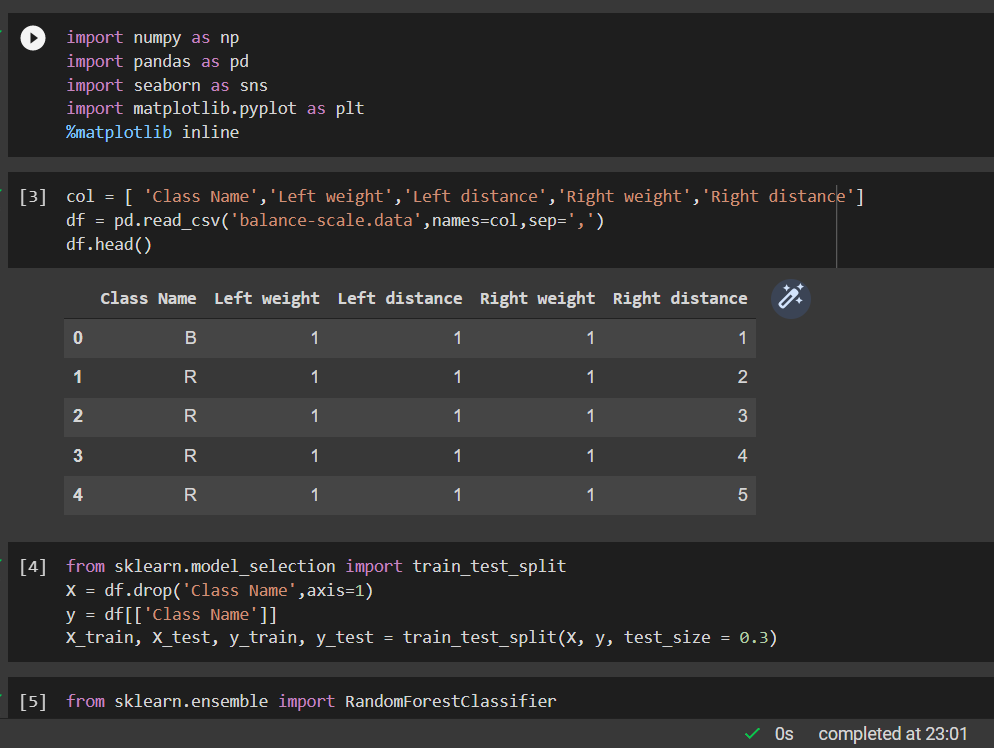 import numpy as np
import pandas as pd
import seaborn as sns
import matplotlib.pyplot as plt
%matplotlib inline
[3] col = [ 'Class Name','Left weight','Left distance','Right weight','Right distance']
df = pd.read_csv('balance-scale.data',names=col,sep=',')
df.head()
Class Name Left weight Left distance Right weight Right distance
0 B 1 1 1 1
1 R 1 1 1 2
2 R 1 1 1 3
3 R 1 1 1 4
4 R 1 1 1 5
[4] from sklearn.model_selection import train_test_split
X = df.drop('Class Name',axis=1)
y = df[['Class Name']]
X_train, X_test, y_train, y_test = train_test_split(X, y, test_size = 0.3)
[5] from sklearn.ensemble import RandomForestClassifier
0s completed at 23:01